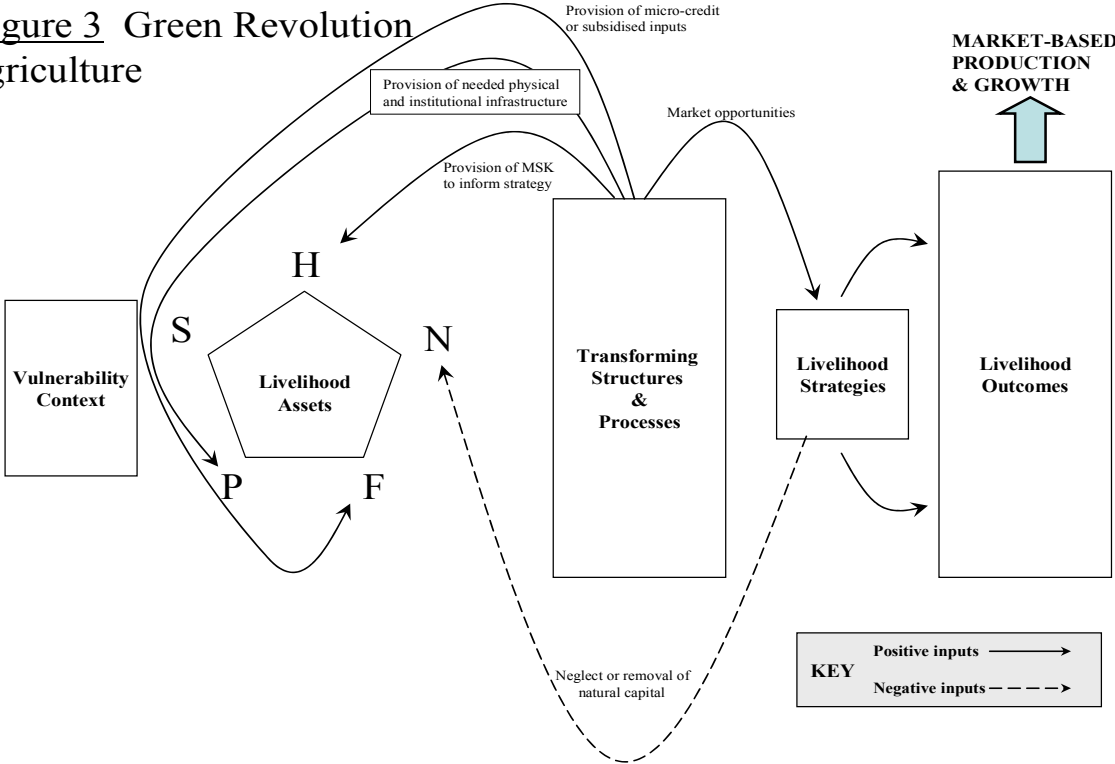 gure 3 Green Revolution
griculture
Provision of micro-credit
or subsidised inputs
MARKET-BASED
PRODUCTION
& GROWTH
Provision of needed physical
and institutional infrastructure
Market opportunities
Provision of MSK
to inform strategy
H
S
N
Vulnerability
Context
Livelihood
Assets
Transforming
Structures
&
Processes
Livelihood
Strategies
Livelihood
Outcomes
P
F
Neglect or removal of
natural capital
KEY
Positive inputs
Negative inputs